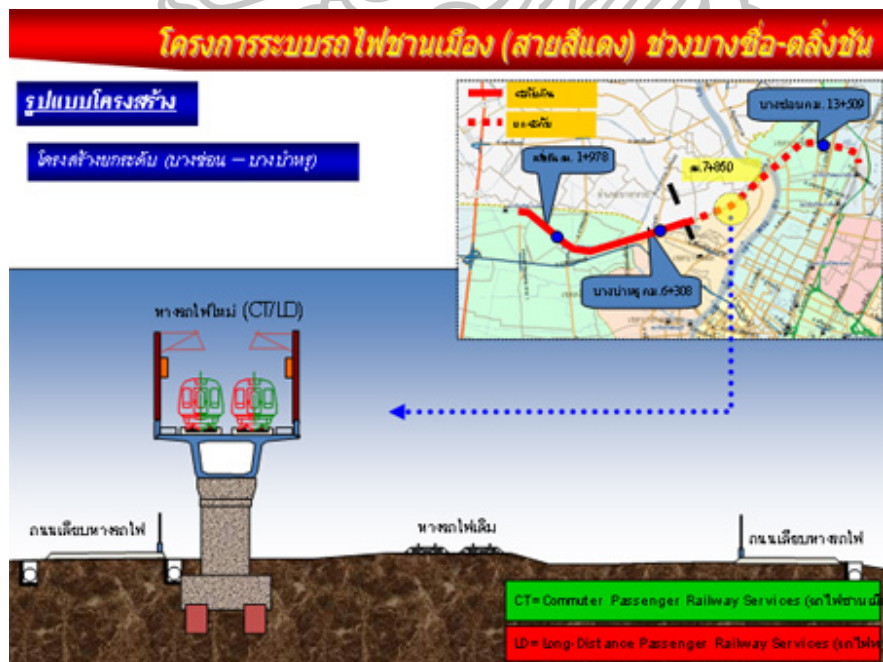 โครงการระบบรถไฟชานเมือง (สายสีแดง) ช่วงบางซื่อ-ตลิ่งชัน
รูปแบบโครงสร้าง
โครงสร้างยกระดับ (บางซ่อน – บางบำหรุ)
ระดับดิน
ยกระดับ
บางซ่อน กม. 13+509
ตลิ่งชัน กม. 1+978
กม.7+850
บางบำหรุ กม.6+308
ทางรถไฟใหม่ (CT/LD)
ถนนเลียบทางรถไฟ
ทางรถไฟเดิม
ถนนเลียบทางรถไฟ
CT= Commuter Passenger Railway Services (รถไฟชานเมือ
LD= Long-Distance Passenger Railway Services (รถไฟท